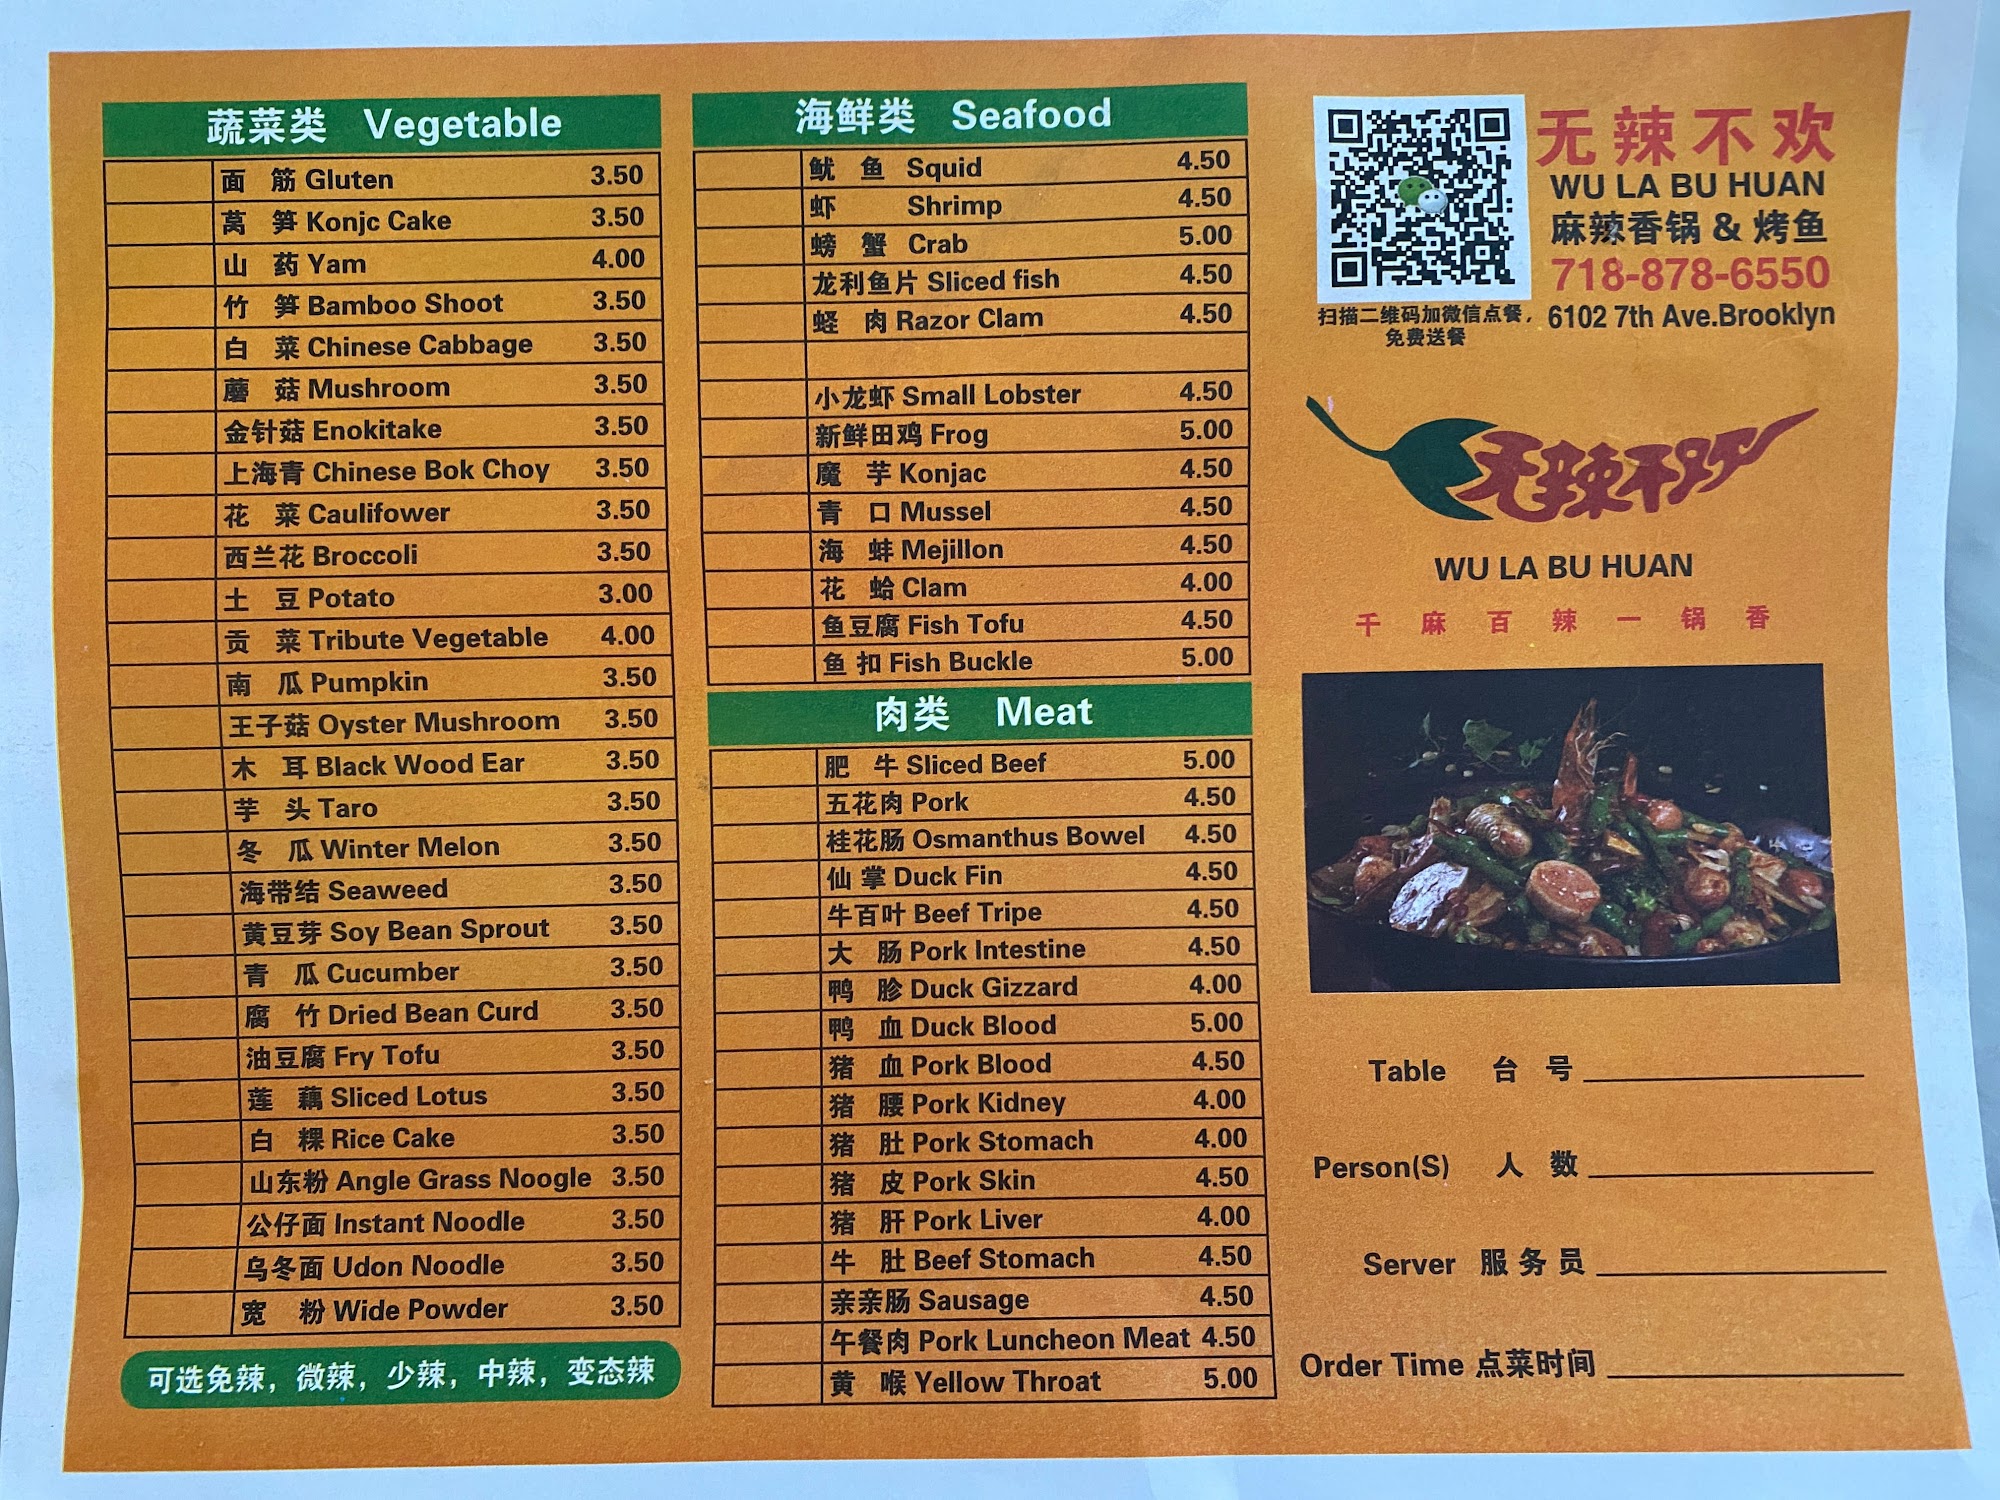 蔬菜类 Vegetable
面 筋 Gluten 3.50
莴 笋 Konjc Cake 3.50
山 药 Yam 4.00
竹 笋 Bamboo Shoot 3.50
白 菜 Chinese Cabbage 3.50
蘑 菇 Mushroom 3.50
金针菇 Enokitake 3.50
上海青 Chinese Bok Choy 3.50
花 菜 Caulifower 3.50
西兰花 Broccoli 3.50
土 豆 Potato 3.00
贡 菜 Tribute Vegetable 4.00
南 瓜 Pumpkin 3.50
王子菇 Oyster Mushroom 3.50
木 耳 Black Wood Ear 3.50
芋 头 Taro 3.50
冬 瓜 Winter Melon 3.50
海带结 Seaweed 3.50
黄豆芽 Soy Bean Sprout 3.50
青 瓜 Cucumber 3.50
腐 竹 Dried Bean Curd 3.50
油豆腐 Fry Tofu 3.50
莲 藕 Sliced Lotus 3.50
白 粿 Rice Cake 3.50
山东粉 Angle Grass Noogle 3.50
公仔面 Instant Noodle 3.50
乌冬面 Udon Noodle 3.50
宽 粉 Wide Powder 3.50
可选免辣，微辣，少辣，中辣，变态辣
海鲜类 Seafood
鱿 鱼 Squid 4.50
虾 Shrimp 4.50
螃 蟹 Crab 5.00
龙利鱼片 Sliced fish 4.50
蛏 肉 Razor Clam 4.50
小龙虾 Small Lobster 4.50
新鲜田鸡 Frog 5.00
魔 芋 Konjac 4.50
青 口 Mussel 4.50
海 蚌 Mejillon 4.50
花 蛤 Clam 4.00
鱼豆腐 Fish Tofu 4.50
鱼 扣 Fish Buckle 5.00
肉类 Meat
肥 牛 Sliced Beef 5.00
五花肉 Pork 4.50
桂花肠 Osmanthus Bowel 4.50
仙 掌 Duck Fin 4.50
牛百叶 Beef Tripe 4.50
大 肠 Pork Intestine 4.50
鸭 胗 Duck Gizzard 4.00
鸭 血 Duck Blood 5.00
猪 血 Pork Blood 4.50
猪 腰 Pork Kidney 4.00
猪 肚 Pork Stomach 4.00
猪 皮 Pork Skin 4.50
猪 肝 Pork Liver 4.00
牛 肚 Beef Stomach 4.50
亲亲肠 Sausage 4.50
午餐肉 Pork Luncheon Meat 4.50
黄 喉 Yellow Throat 5.00
无辣不欢
WU LA BU HUAN
麻辣香锅 & 烤鱼
718-878-6550
6102 7th Ave.Brooklyn
扫描二维码加微信点餐，
免费送餐
无辣不欢
WU LA BU HUAN
千麻百辣一锅香
Table 台 号
Person(S) 人 数
Server 服务员
Order Time 点菜时间